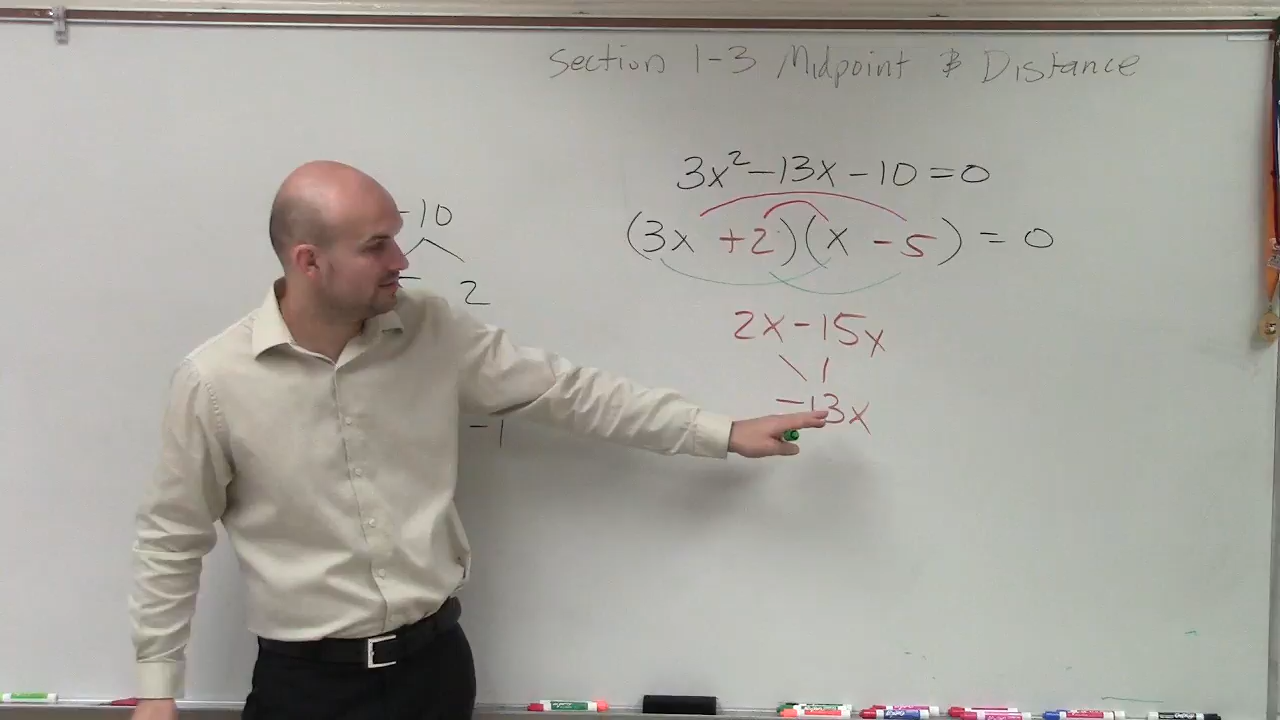 Section 1-3 Midpoint & Distance
3x²-13x-10=0
-10
(3x +2)(x -5) = 0
2
2x-15x
-13x
-1